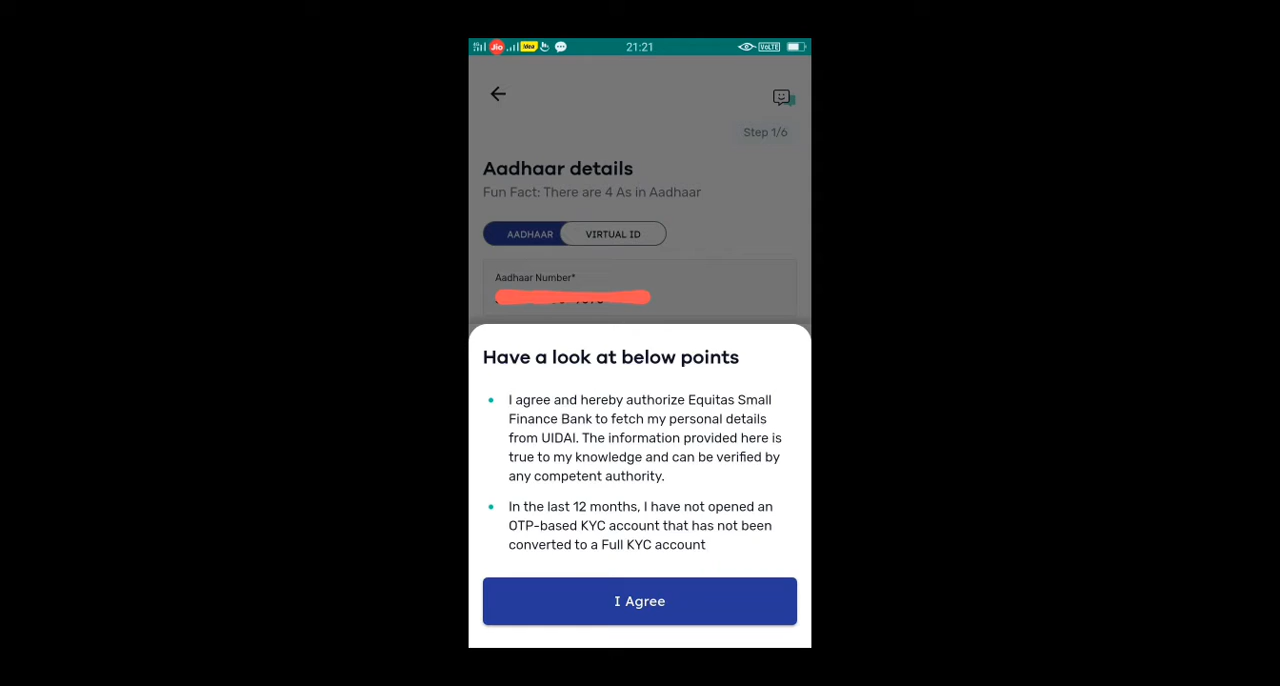 Jio
Idea
21:21
VoLTE
Step 1/6
Aadhaar details
Fun Fact: There are 4 As in Aadhaar
AADHAAR
VIRTUAL ID
Aadhaar Number*
Have a look at below points
I agree and hereby authorize Equitas Small
Finance Bank to fetch my personal details
from UIDAI. The information provided here is
true to my knowledge and can be verified by
any competent authority.
In the last 12 months, I have not opened an
OTP-based KYC account that has not been
converted to a Full KYC account
I Agree